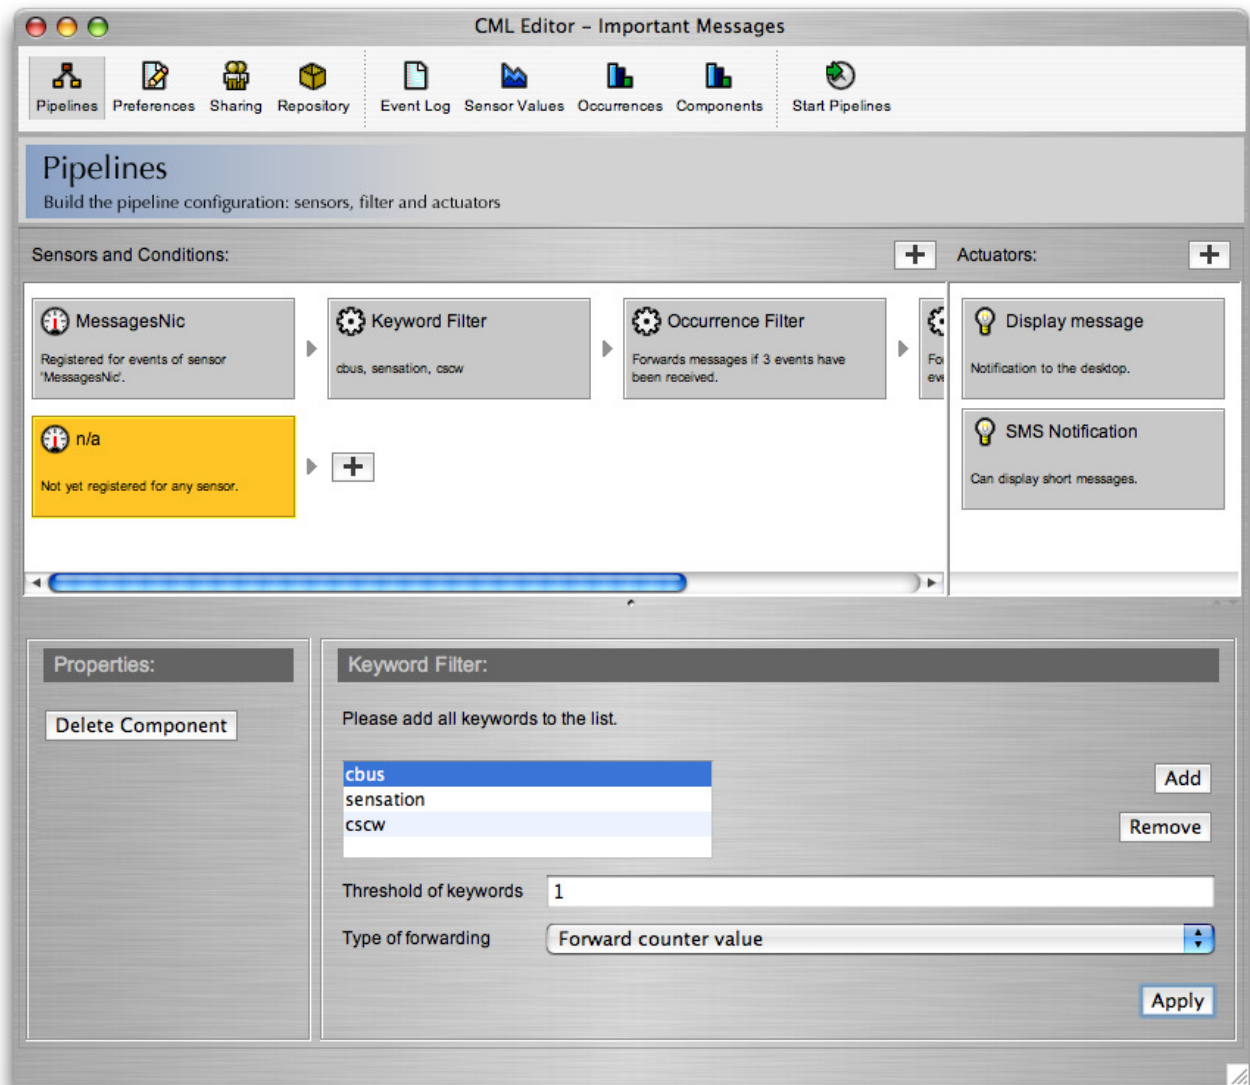 CML Editor – Important Messages
Pipelines Preferences Sharing Repository Event Log Sensor Values Occurrences Components Start Pipelines
Pipelines
Build the pipeline configuration: sensors, filter and actuators
Sensors and Conditions:
Actuators:
MessagesNic
Registered for events of sensor
'MessagesNic'.
Keyword Filter
cbus, sensation, cscw
Occurrence Filter
Forwards messages if 3 events have
been received.
Display message
Notification to the desktop.
n/a
Not yet registered for any sensor.
SMS Notification
Can display short messages.
Properties:
Delete Component
Keyword Filter:
Please add all keywords to the list.
cbus
sensation
cscw
Add
Remove
Threshold of keywords 1
Type of forwarding Forward counter value
Apply